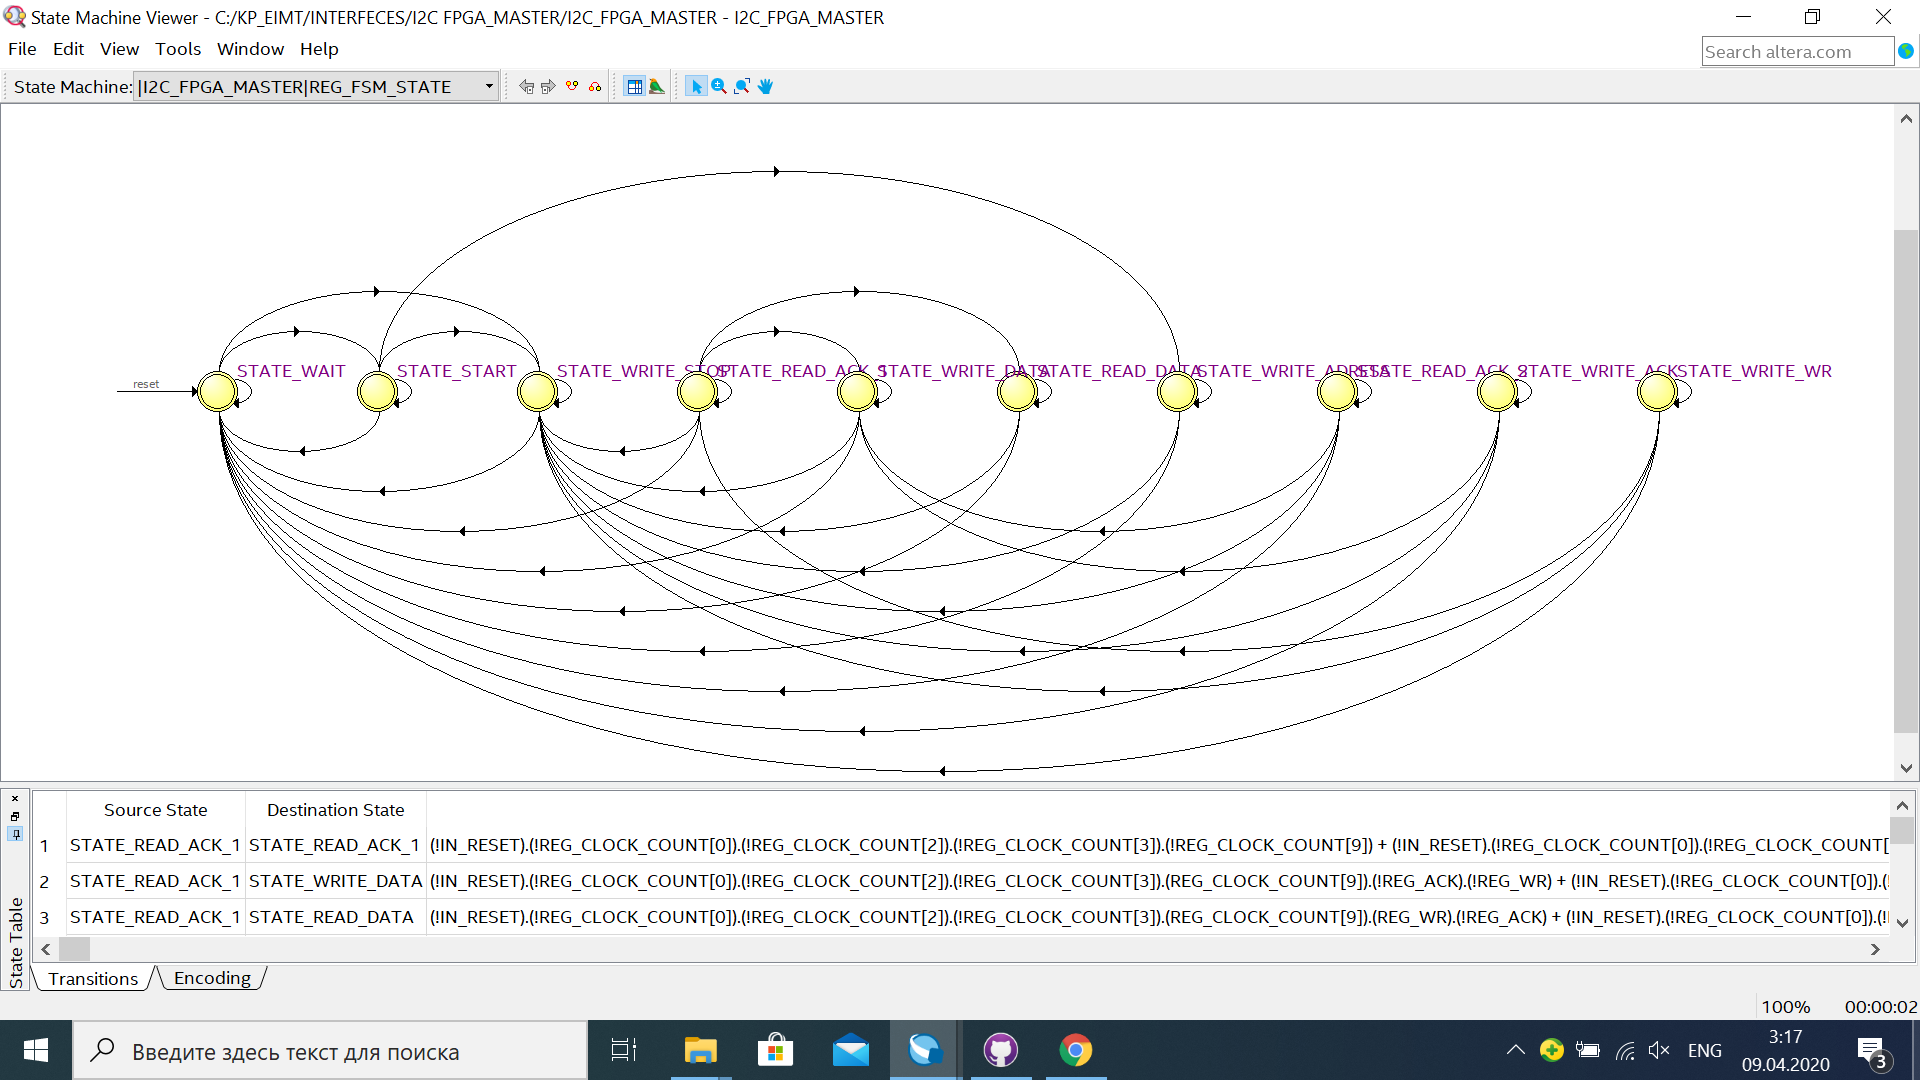 State Machine Viewer - C:/KP_EIMT/INTERFECES/I2C FPGA_MASTER/I2C_FPGA_MASTER - I2C_FPGA_MASTER
File Edit View Tools Window Help
Search altera.com
State Machine: |I2C_FPGA_MASTER|REG_FSM_STATE
reset
STATE_WAIT STATE_START STATE_WRITE_STOP STATE_READ_ACK_1 STATE_WRITE_DATA STATE_READ_DATA STATE_WRITE_ADRESS STATE_READ_ACK_2 STATE_WRITE_ACK STATE_WRITE_WR
Source State Destination State
1 STATE_READ_ACK_1 STATE_READ_ACK_1 (!IN_RESET).(!REG_CLOCK_COUNT[0]).(!REG_CLOCK_COUNT[2]).(!REG_CLOCK_COUNT[3]).(!REG_CLOCK_COUNT[9]) + (!IN_RESET).(!REG_CLOCK_COUNT[0]).(!REG_CLOCK_COUNT[
2 STATE_READ_ACK_1 STATE_WRITE_DATA (!IN_RESET).(!REG_CLOCK_COUNT[0]).(!REG_CLOCK_COUNT[2]).(!REG_CLOCK_COUNT[3]).(REG_CLOCK_COUNT[9]).(!REG_ACK).(!REG_WR) + (!IN_RESET).(!REG_CLOCK_COUNT[0]).(!
3 STATE_READ_ACK_1 STATE_READ_DATA (!IN_RESET).(!REG_CLOCK_COUNT[0]).(!REG_CLOCK_COUNT[2]).(!REG_CLOCK_COUNT[3]).(REG_CLOCK_COUNT[9]).(REG_WR).(!REG_ACK) + (!IN_RESET).(!REG_CLOCK_COUNT[0]).(!
State Table
Transitions Encoding
100% 00:00:02
Введите здесь текст для поиска
ENG
3:17
09.04.2020
3